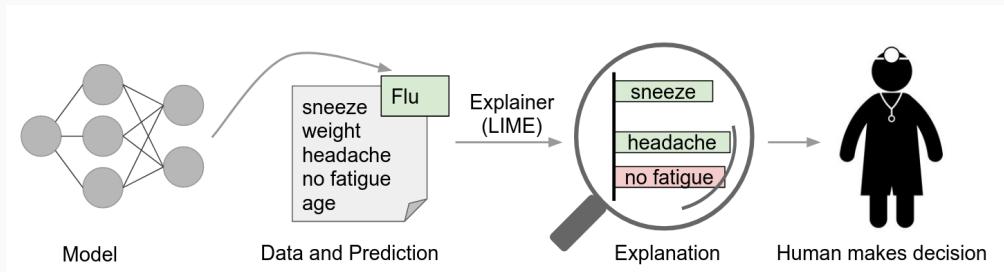 Flu
sneeze
weight
headache
no fatigue
age
Explainer
(LIME)
sneeze
headache
no fatigue
Model
Data and Prediction
Explanation
Human makes decision